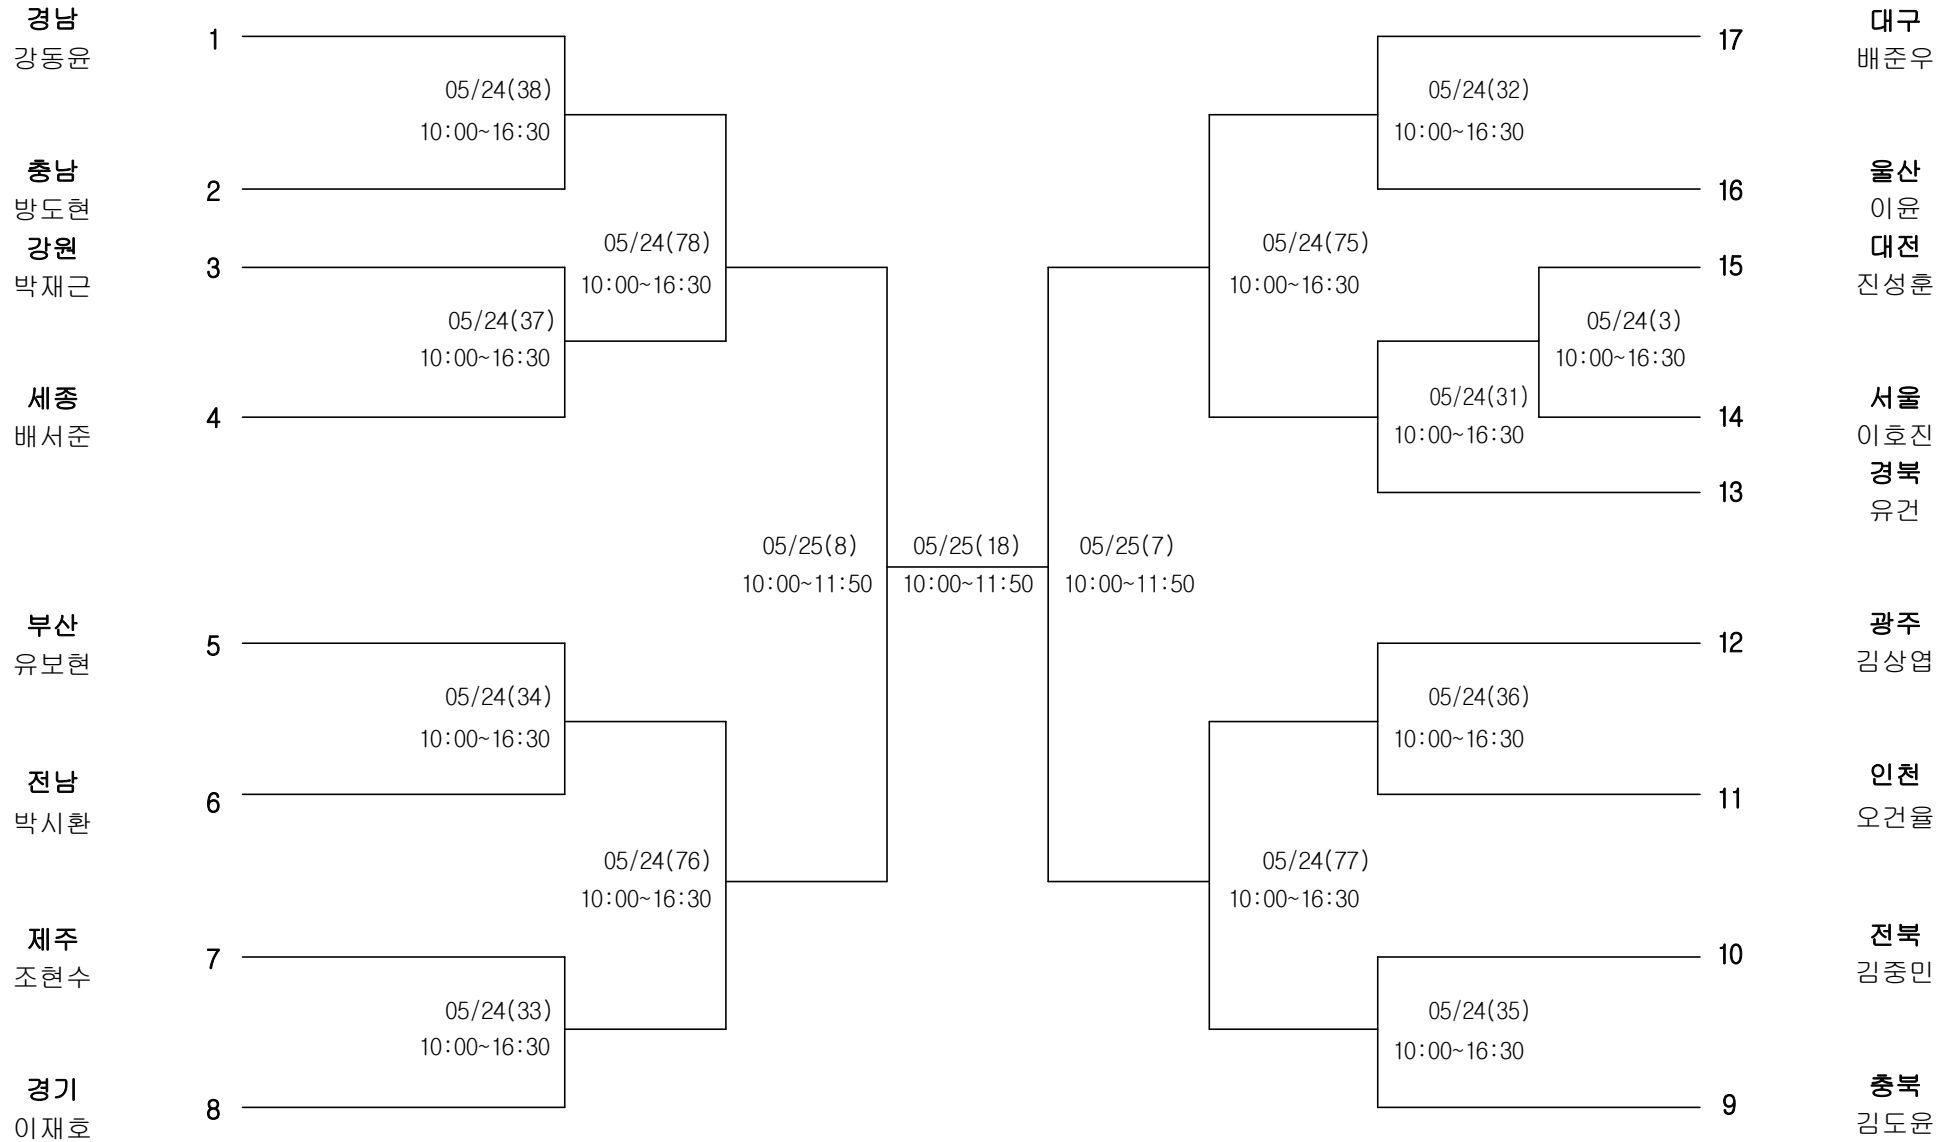 경남
강동윤
1
05/24(38)
10:00~16:30
충남
방도현
2
강원
박재근
3
05/24(78)
10:00~16:30
05/24(37)
10:00~16:30
세종
배서준
4
05/25(8)
10:00~11:50
부산
유보현
5
05/24(34)
10:00~16:30
전남
박시환
6
05/24(76)
10:00~16:30
제주
조현수
7
05/24(33)
10:00~16:30
경기
이재호
8
05/25(18)
10:00~11:50
대구
배준우
17
05/24(32)
10:00~16:30
울산
이윤
16
05/24(75)
10:00~16:30
대전
진성훈
15
05/24(3)
10:00~16:30
05/24(31)
10:00~16:30
서울
이호진
14
경북
유건
13
05/25(7)
10:00~11:50
광주
김상엽
12
05/24(36)
10:00~16:30
인천
오건율
11
05/24(77)
10:00~16:30
전북
김중민
10
05/24(35)
10:00~16:30
충북
김도윤
9